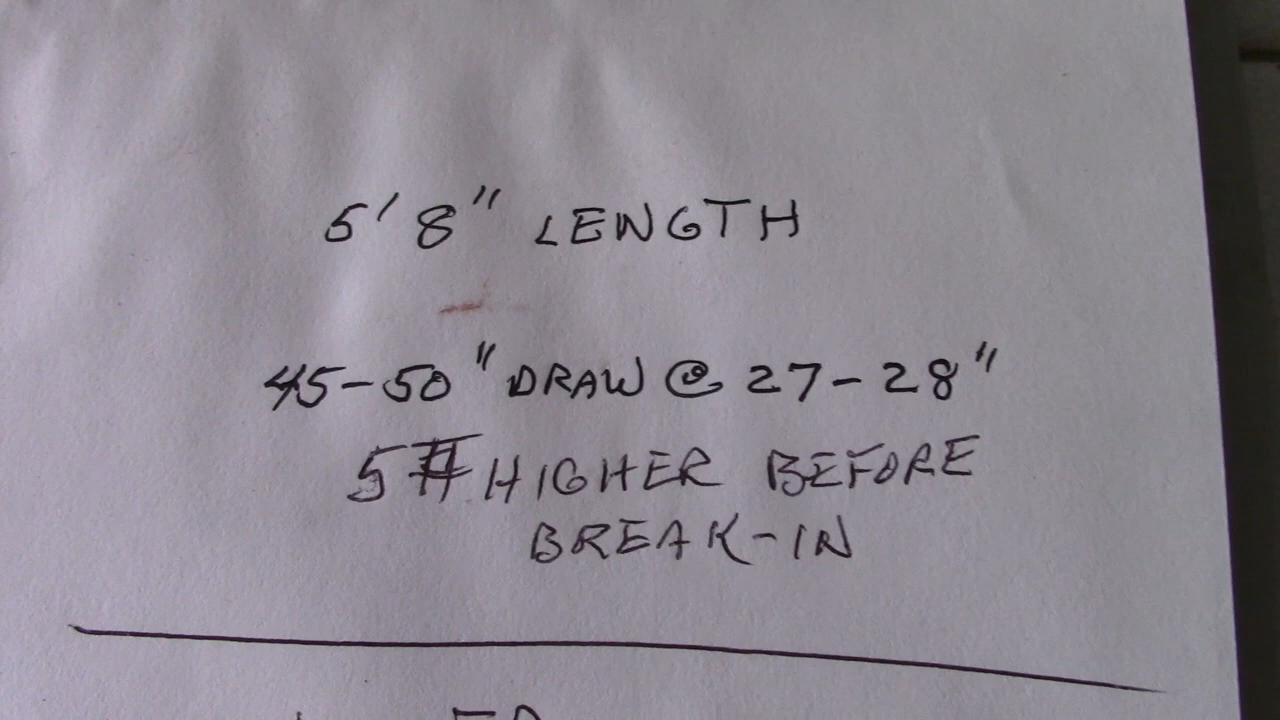 5' 8" LENGTH
45-50" DRAW @ 27-28"
5# HIGHER BEFORE
BREAK-IN